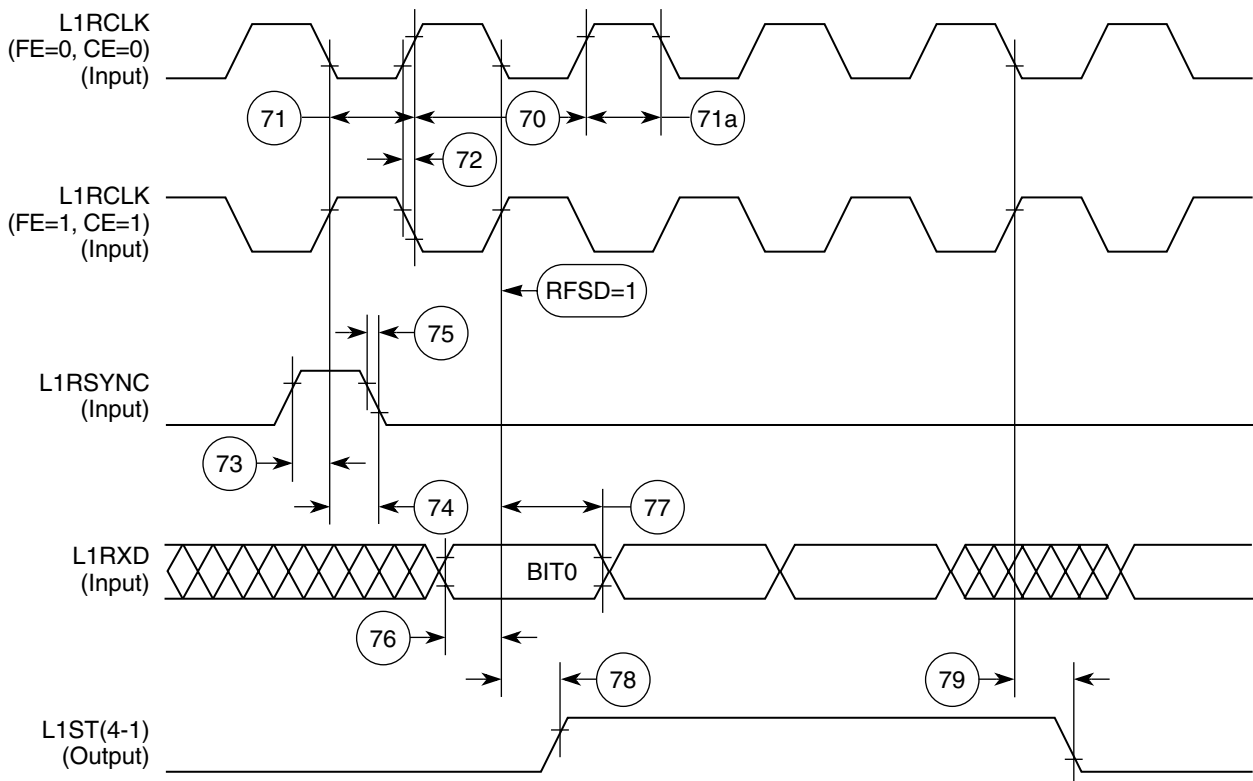 L1RCLK
(FE=0, CE=0)
(Input)
71
70
71a
72
L1RCLK
(FE=1, CE=1)
(Input)
RFSD=1
75
L1RSYNC
(Input)
73
74
77
L1RXD
(Input)
BIT0
76
78
79
L1ST(4-1)
(Output)